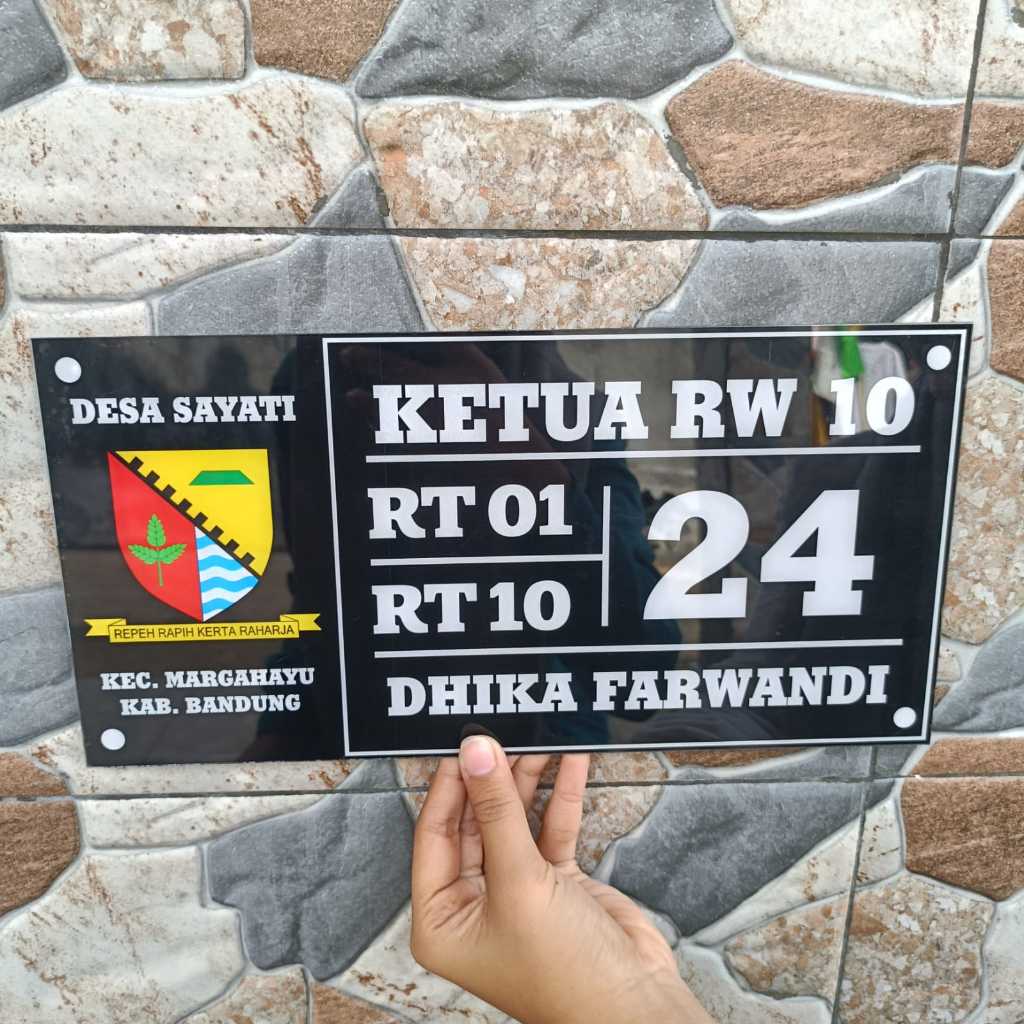 DESA SAYATI
REPEH RAPIH KERTA RAHARJA
KEC. MARGAHAYU
KAB. BANDUNG
KETUA RW 10
RT 01
RT 10
24
DHIKA FARWANDI